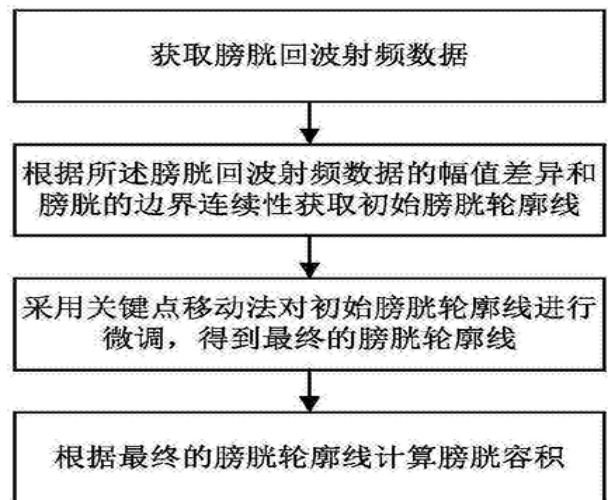 获取膀胱回波射频数据
根据所述膀胱回波射频数据的幅值差异和
膀胱的边界连续性获取初始膀胱轮廓线
采用关键点移动法对初始膀胱轮廓线进行
微调，得到最终的膀胱轮廓线
根据最终的膀胱轮廓线计算膀胱容积